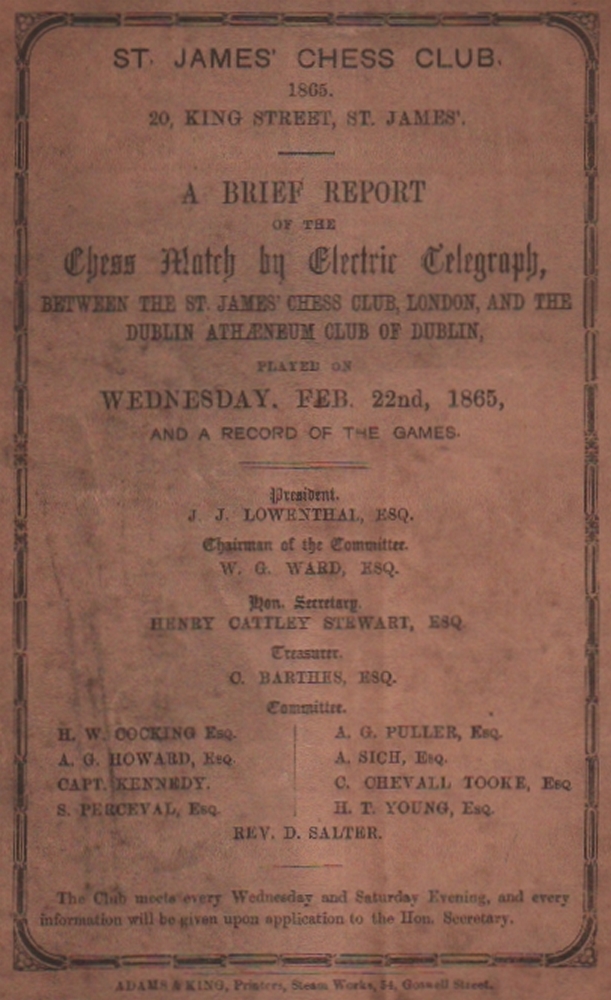 ST. JAMES' CHESS CLUB.
1865.
20, KING STREET, ST. JAMES'.
A BRIEF REPORT
OF THE
Chess Match by Electric Telegraph,
BETWEEN THE ST. JAMES' CHESS CLUB, LONDON, AND THE
DUBLIN ATHÆNEUM CLUB OF DUBLIN,
PLAYED ON
WEDNESDAY, FEB. 22nd, 1865,
AND A RECORD OF THE GAMES.
President.
J. J. LOWENTHAL, ESQ.
Chairman of the Committee.
W. G. WARD, ESQ.
Hon. Secretary.
HENRY CATTLEY STEWART, ESQ.
Treasurer.
C. BARTHES, ESQ.
Committee.
H. W. COCKING ESQ.
A. G. HOWARD, ESQ.
CAPT. KENNEDY.
S. PERCEVAL, ESQ.
A. G. PULLER, ESQ.
A. SICH, ESQ.
C. CHEVALL TOOKE, ESQ
H. T. YOUNG, ESQ.
REV. D. SALTER.
The Club meets every Wednesday and Saturday Evening, and every
information will be given upon application to the Hon. Secretary.
ADAMS & KING, Printers, Steam Works, 54, Goswell Street.